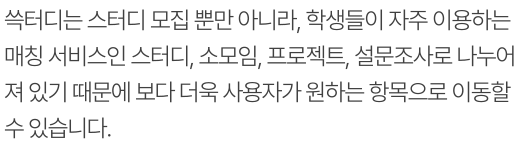 쓱터디는 스터디 모집 뿐만 아니라, 학생들이 자주 이용하는
매칭 서비스인 스터디, 소모임, 프로젝트, 설문조사로 나누어
져 있기 때문에 보다 더욱 사용자가 원하는 항목으로 이동할
수 있습니다.